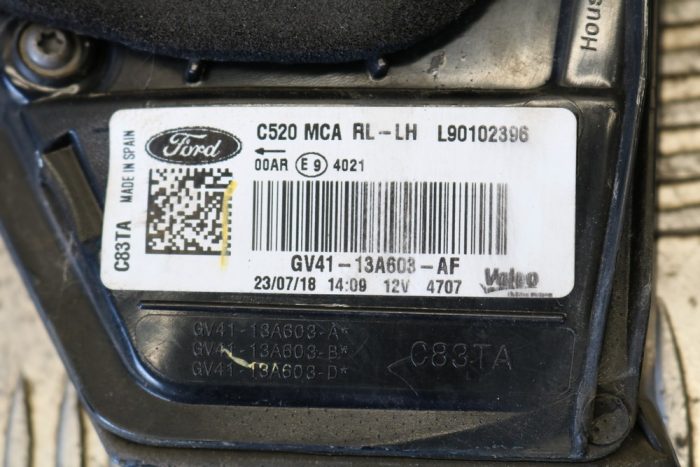 Hous
MADE IN SPAIN
C83TA
Ford
C520 MCA RL-LH L90102396
00AR E9 4021
GV41-13A603-AF
23/07/18 14:09 12V 4707
Valeo
GV41-13A603-A*
GV41-13A603-B*
GV41-13A603-D*
C83TA